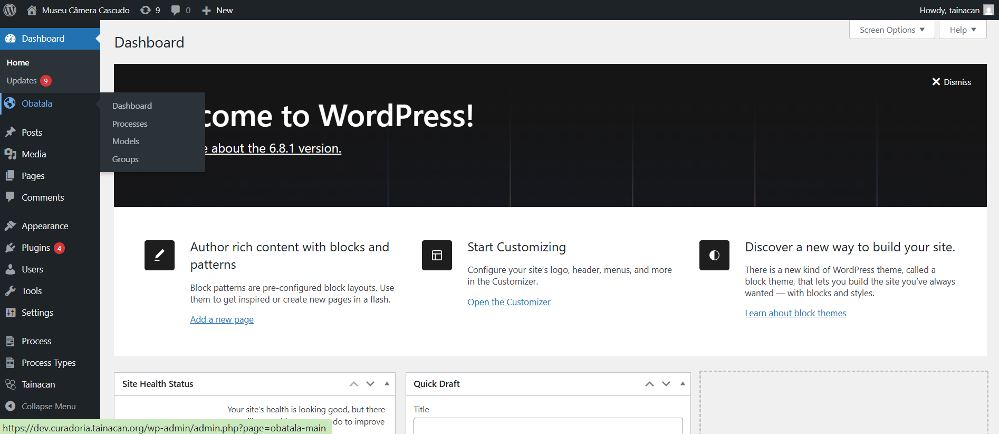 Museu Câmera Cascudo
9
0
New
Howdy, tainacan
Screen Options
Help
Dashboard
Home
Updates 9
Obatala
Posts
Media
Pages
Comments
Appearance
Plugins 4
Users
Tools
Settings
Process
Process Types
Tainacan
Collapse Menu
Dashboard
Processes
Models
Groups
Dashboard
Dismiss
come to WordPress!
about the 6.8.1 version.
Author rich content with blocks and
patterns
Block patterns are pre-configured block layouts. Use
them to get inspired or create new pages in a flash.
Add a new page
Start Customizing
Configure your site’s logo, header, menus, and more
in the Customizer.
Open the Customizer
Discover a new way to build your site.
There is a new kind of WordPress theme, called a
block theme, that lets you build the site you’ve always
wanted — with blocks and styles.
Learn about block themes
Site Health Status
Your site’s health is looking good, but there
do to improve
Quick Draft
Title
https://dev.curadoria.tainacan.org/wp-admin/admin.php?page=obatala-main